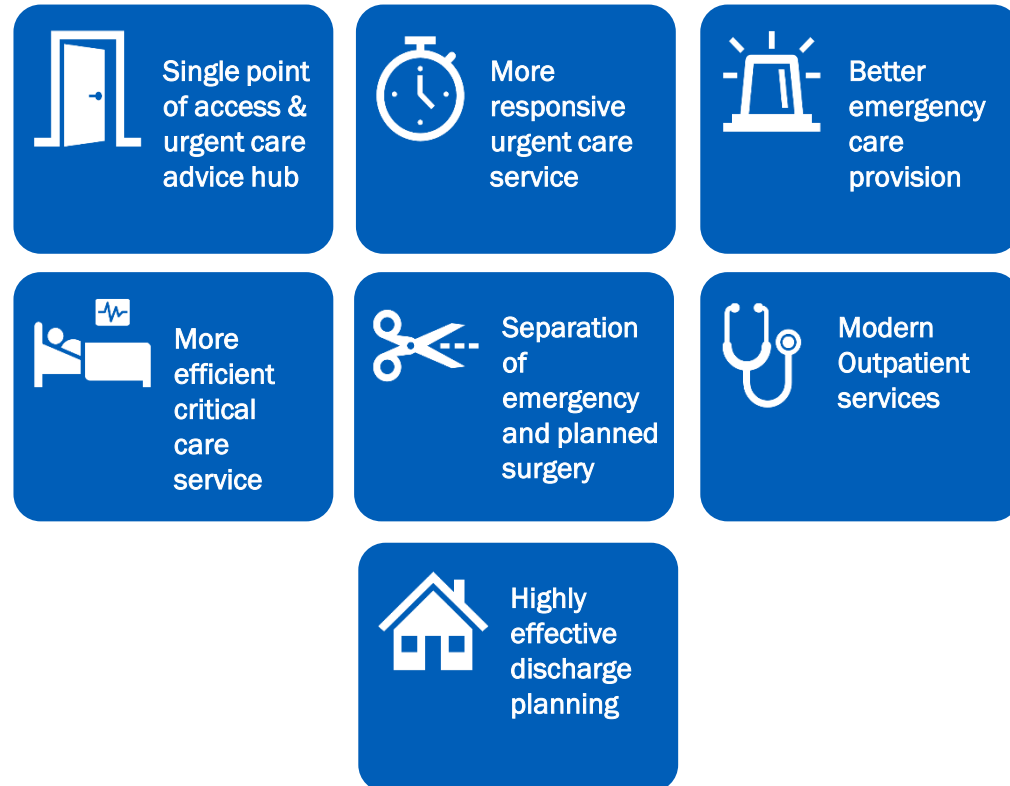 Single point
of access &
urgent care
advice hub
More
responsive
urgent care
service
Better
emergency
care
provision
More
efficient
critical
care
service
Separation
of
emergency
and planned
surgery
Modern
Outpatient
services
Highly
effective
discharge
planning